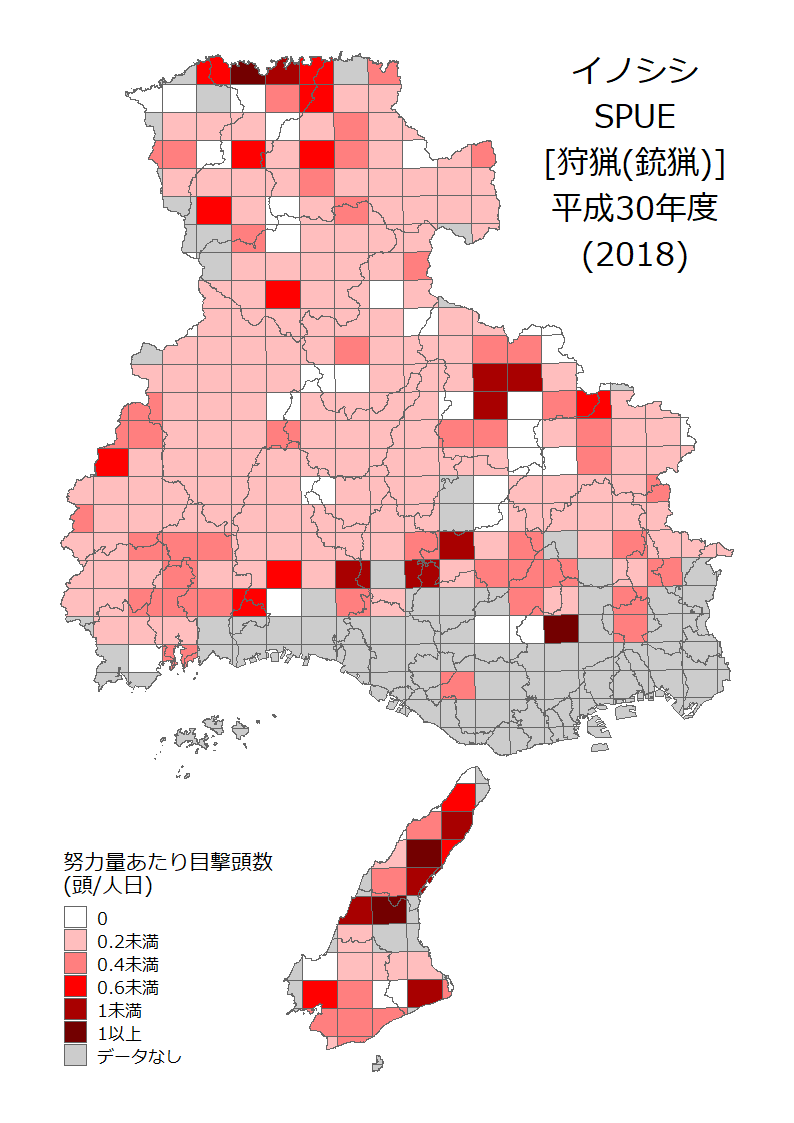 イノシシ
SPUE
[狩猟(銃猟)]
平成30年度
(2018)
努力量あたり目撃頭数
(頭/人日)
0
0.2未満
0.4未満
0.6未満
1未満
1以上
データなし